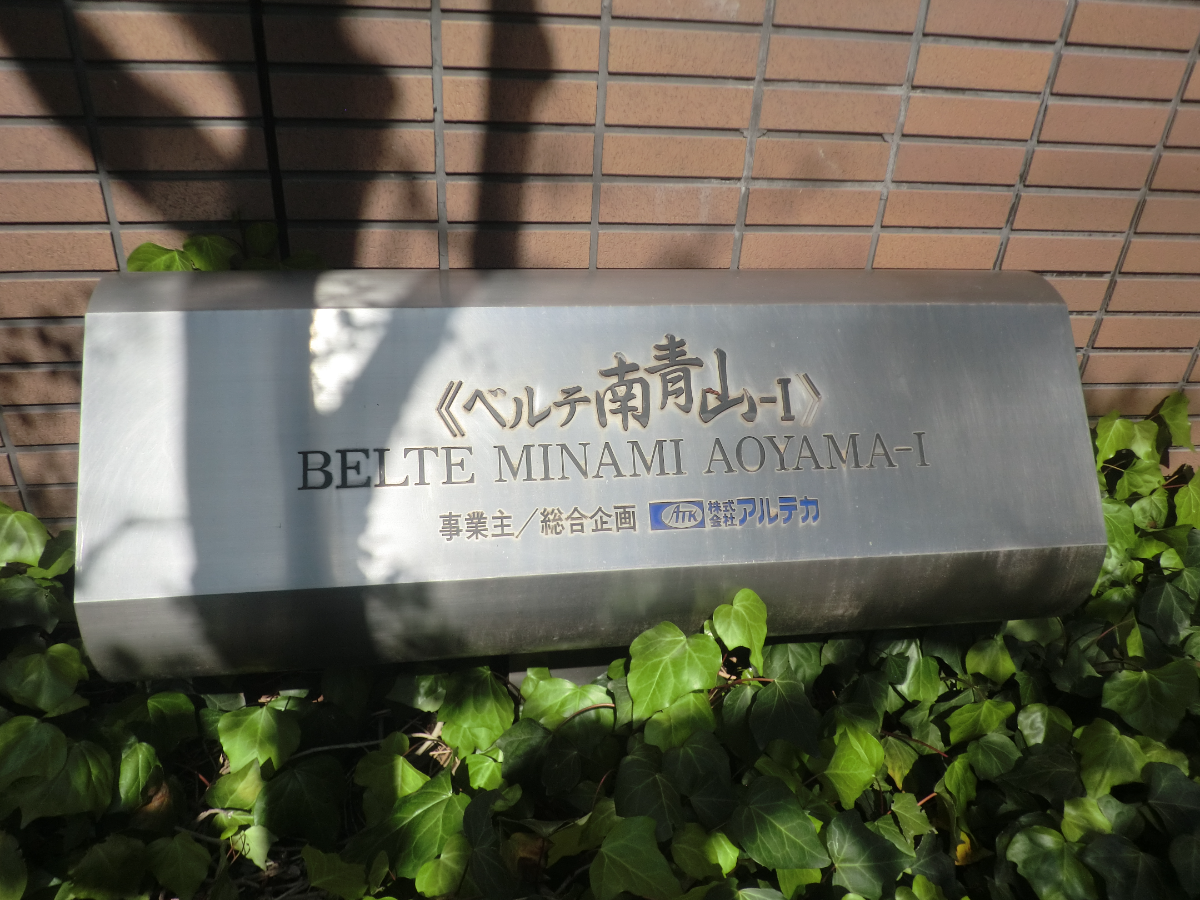 《ベルテ南青山-I》
BELTE MINAMI AOYAMA-I
事業主/総合企画 ATK 株式会社アルテカ